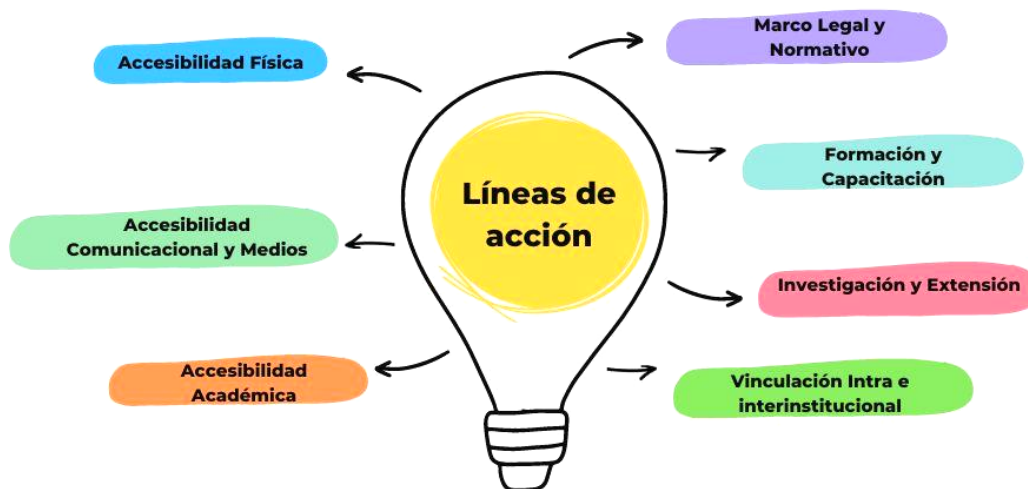 Líneas de
acción
Accesibilidad Física
Accesibilidad
Comunicacional y Medios
Accesibilidad
Académica
Marco Legal y
Normativo
Formación y
Capacitación
Investigación y Extensión
Vinculación Intra e
interinstitucional